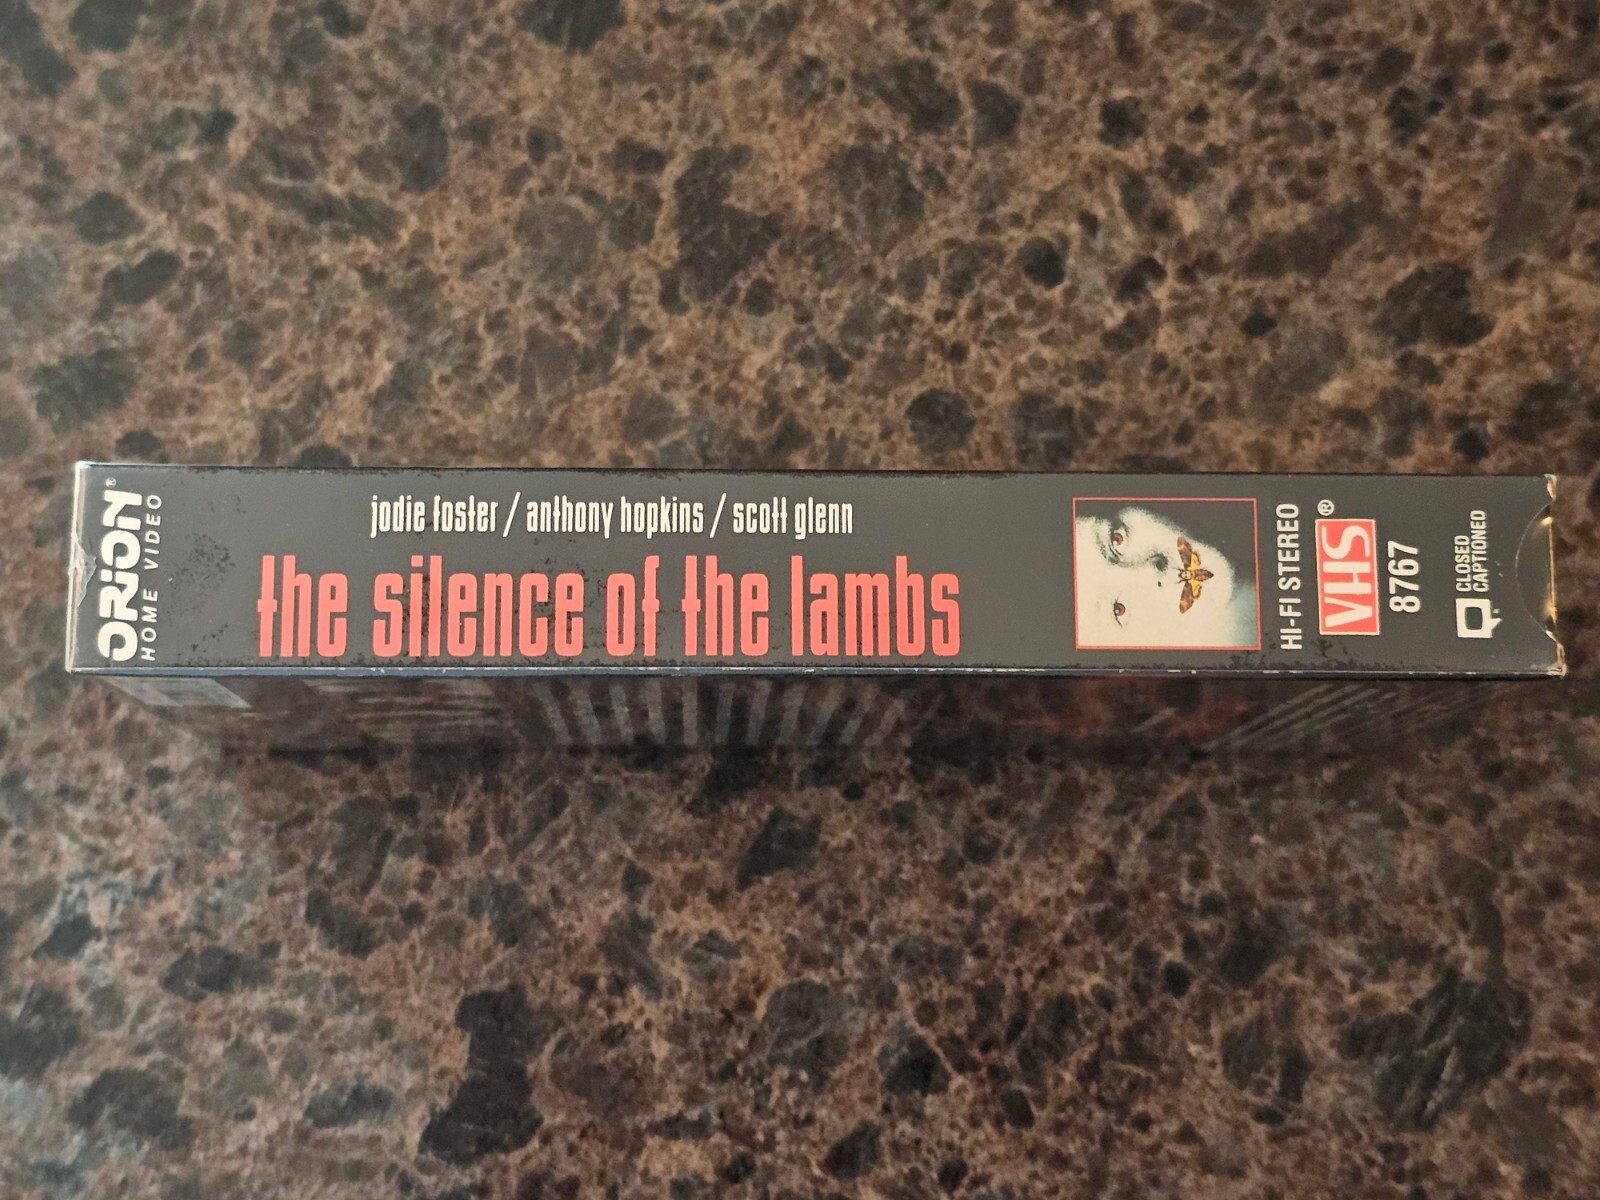 ORION®
HOME VIDEO
jodie foster / anthony hopkins / scott glenn
the silence of the lambs
HI-FI STEREO
VHS®
8767
CLOSED
CAPTIONED